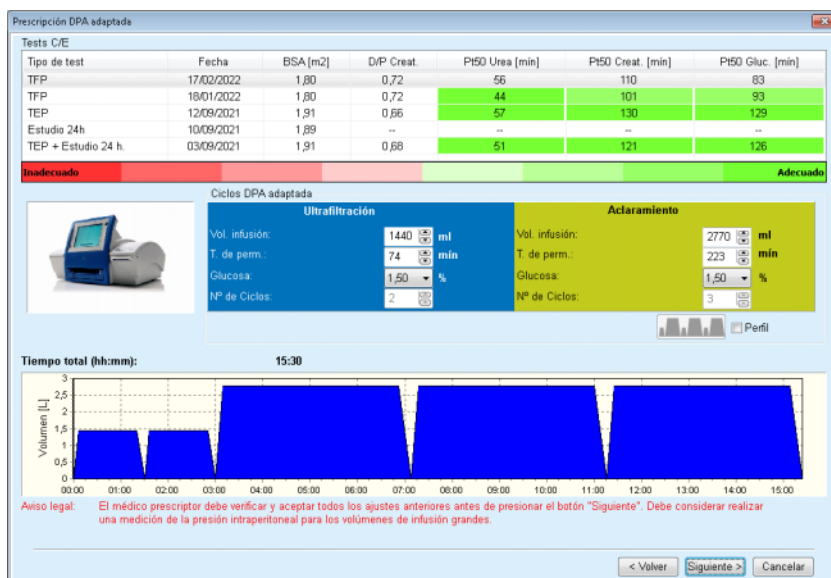 Prescripción DPA adaptada
Tests C/E
Tipo de test Fecha BSA [m2] D/P Creat. Pt50 Urea [min] Pt50 Creat. [min] Pt50 Gluc. [min]
TFP 17/02/2022 1,80 0,72 56 110 83
TFP 18/01/2022 1,80 0,72 44 101 93
TEP 12/09/2021 1,91 0,66 57 130 129
Estudio 24h 10/09/2021 1,89 -- -- -- --
TEP + Estudio 24 h. 03/09/2021 1,91 0,68 51 121 126
Inadecuado Adecuado
Ciclos DPA adaptada
Ultrafiltración
Vol. infusión: 1440 ml
T. de perm.: 74 min
Glucosa: 1,50 %
Nº de Ciclos: 2
Aclaramiento
Vol. infusión: 2770 ml
T. de perm.: 223 min
Glucosa: 1,50 %
Nº de Ciclos: 3
Perfil
Tiempo total (hh:mm): 15:30
Volumen [L]
3
2,5
2
1,5
1
0,5
0
00:00 01:00 02:00 03:00 04:00 05:00 06:00 07:00 08:00 09:00 10:00 11:00 12:00 13:00 14:00 15:00
Aviso legal: El médico prescriptor debe verificar y aceptar todos los ajustes anteriores antes de presionar el botón "Siguiente". Debe considerar realizar
una medición de la presión intraperitoneal para los volúmenes de infusión grandes.
< Volver Siguiente > Cancelar